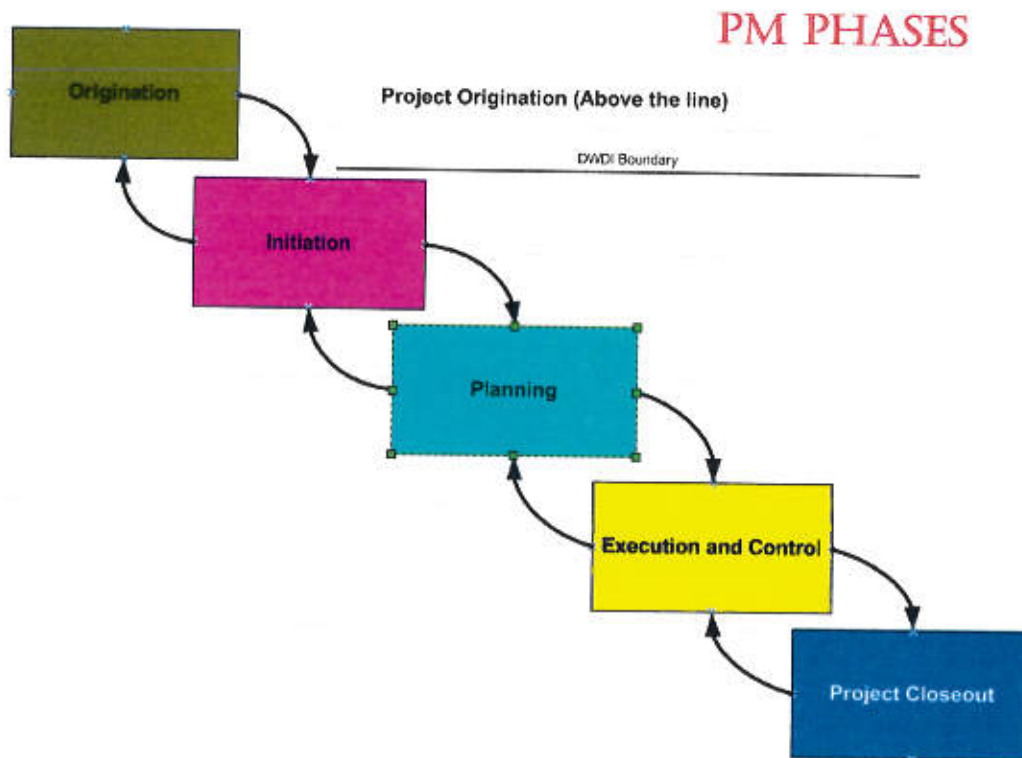 PM PHASES
Origination
Project Origination (Above the line)
DWDI Boundary
Initiation
Planning
Execution and Control
Project Closeout